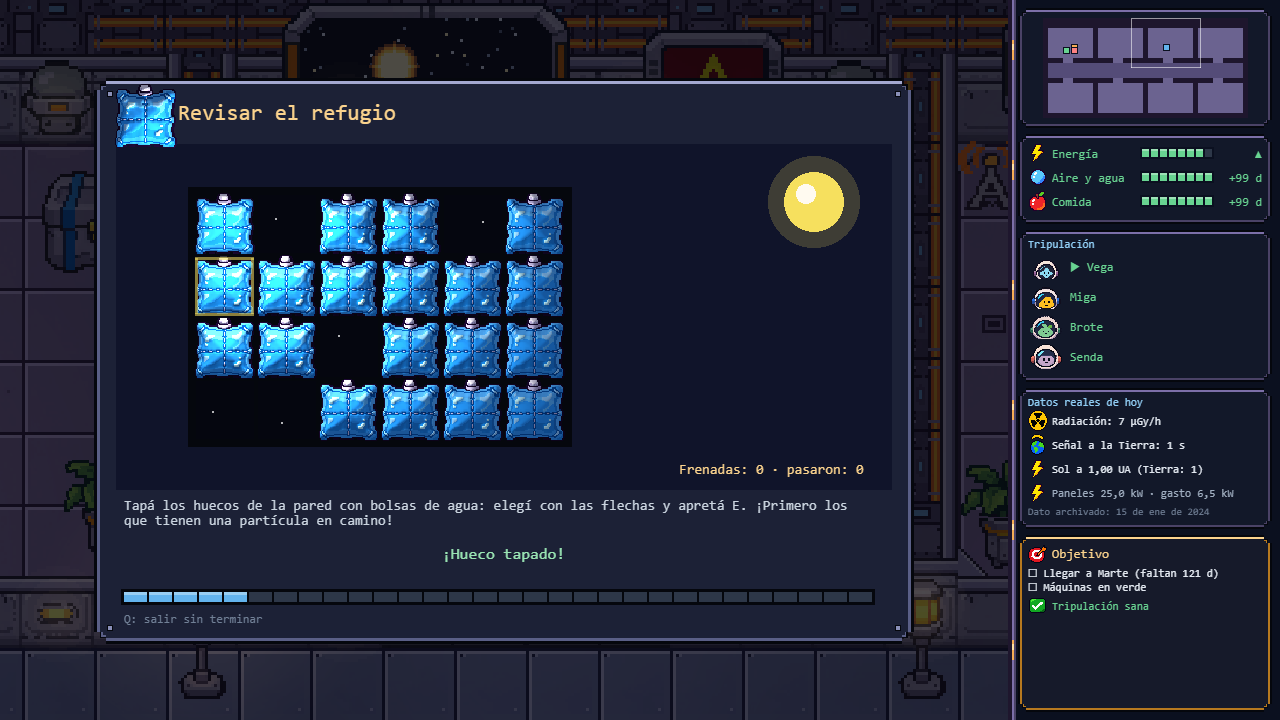 Revisar el refugio
Frenadas: 0 · pasaron: 0
Tapá los huecos de la pared con bolsas de agua: elegí con las flechas y apretá E. ¡Primero los
que tienen una partícula en camino!
¡Hueco tapado!
Q: salir sin terminar
Energía ▲
Aire y agua +99 d
Comida +99 d
Tripulación
▶ Vega
Miga
Brote
Senda
Datos reales de hoy
Radiación: 7 µGy/h
Señal a la Tierra: 1 s
Sol a 1,00 UA (Tierra: 1)
Paneles 25,0 kW · gasto 6,5 kW
Dato archivado: 15 de ene de 2024
Objetivo
☐ Llegar a Marte (faltan 121 d)
☐ Máquinas en verde
✅ Tripulación sana